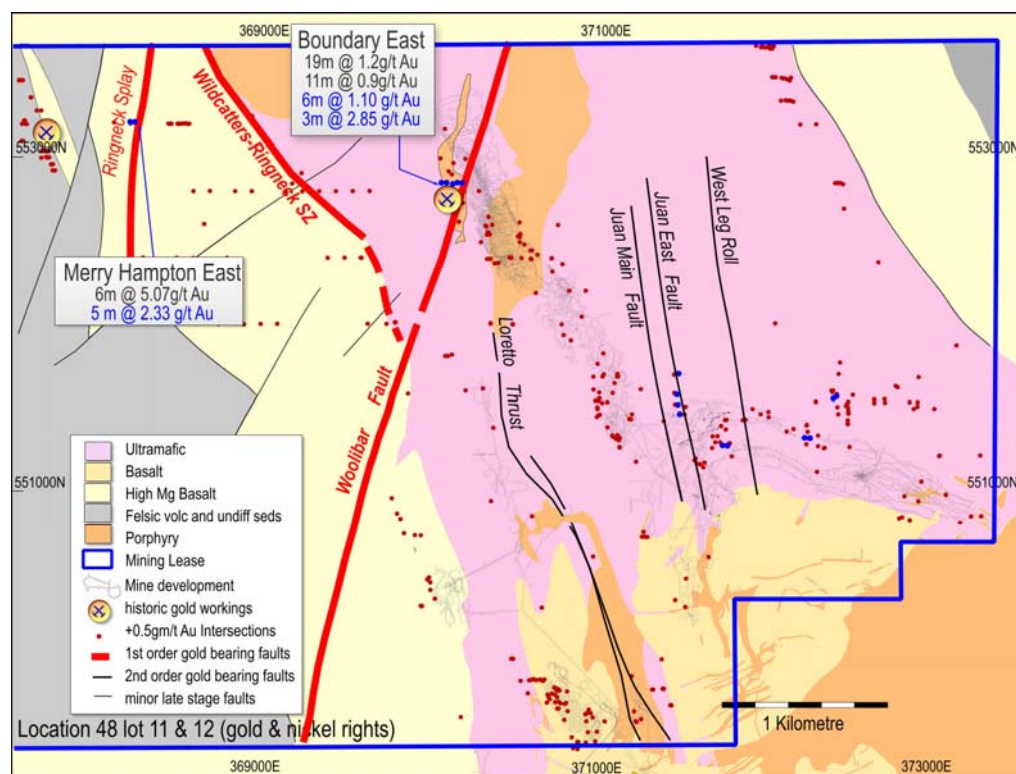 369000E
371000E
Boundary East
19m @ 1.2g/t Au
11m @ 0.9g/t Au
6m @ 1.10 g/t Au
3m @ 2.85 g/t Au
Ringneck Splay
Wildcatters-Ringneck SZ
553000N
553000N
Merry Hampton East
6m @ 5.07g/t Au
5 m @ 2.33 g/t Au
West Leg Roll
Juan East Fault
Juan Main Fault
Loretto Thrust
Woolibar Fault
551000N
551000N
Ultramafic
Basalt
High Mg Basalt
Felsic volc and undiff seds
Porphyry
Mining Lease
Mine development
historic gold workings
+0.5gm/t Au Intersections
1st order gold bearing faults
2nd order gold bearing faults
minor late stage faults
1 Kilometre
Location 48 lot 11 & 12 (gold & nickel rights)
369000E
371000E
373000E